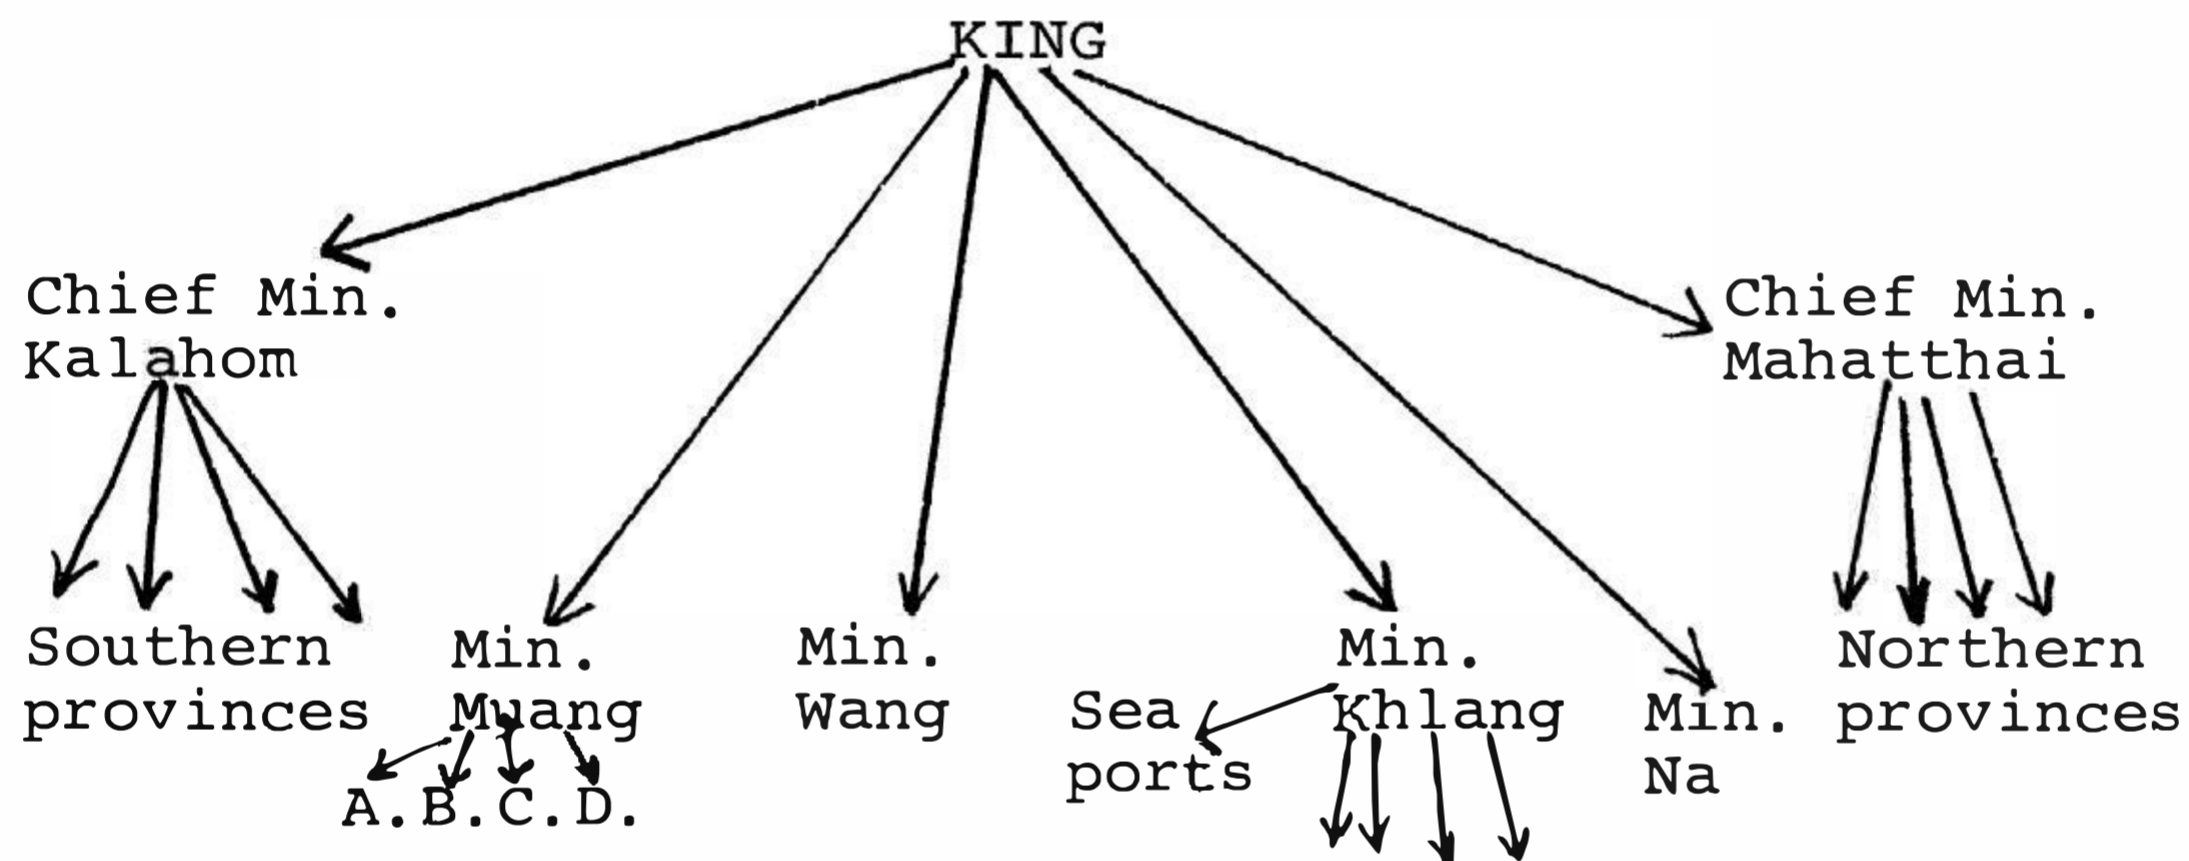 KING
Chief Min.
Kalahom
Chief Min.
Mahatthai
Southern
provinces
Min.
Muang
A.B.C.D.
Min.
Wang
Sea
ports
Min.
Khlang
Min.
Na
Northern
provinces